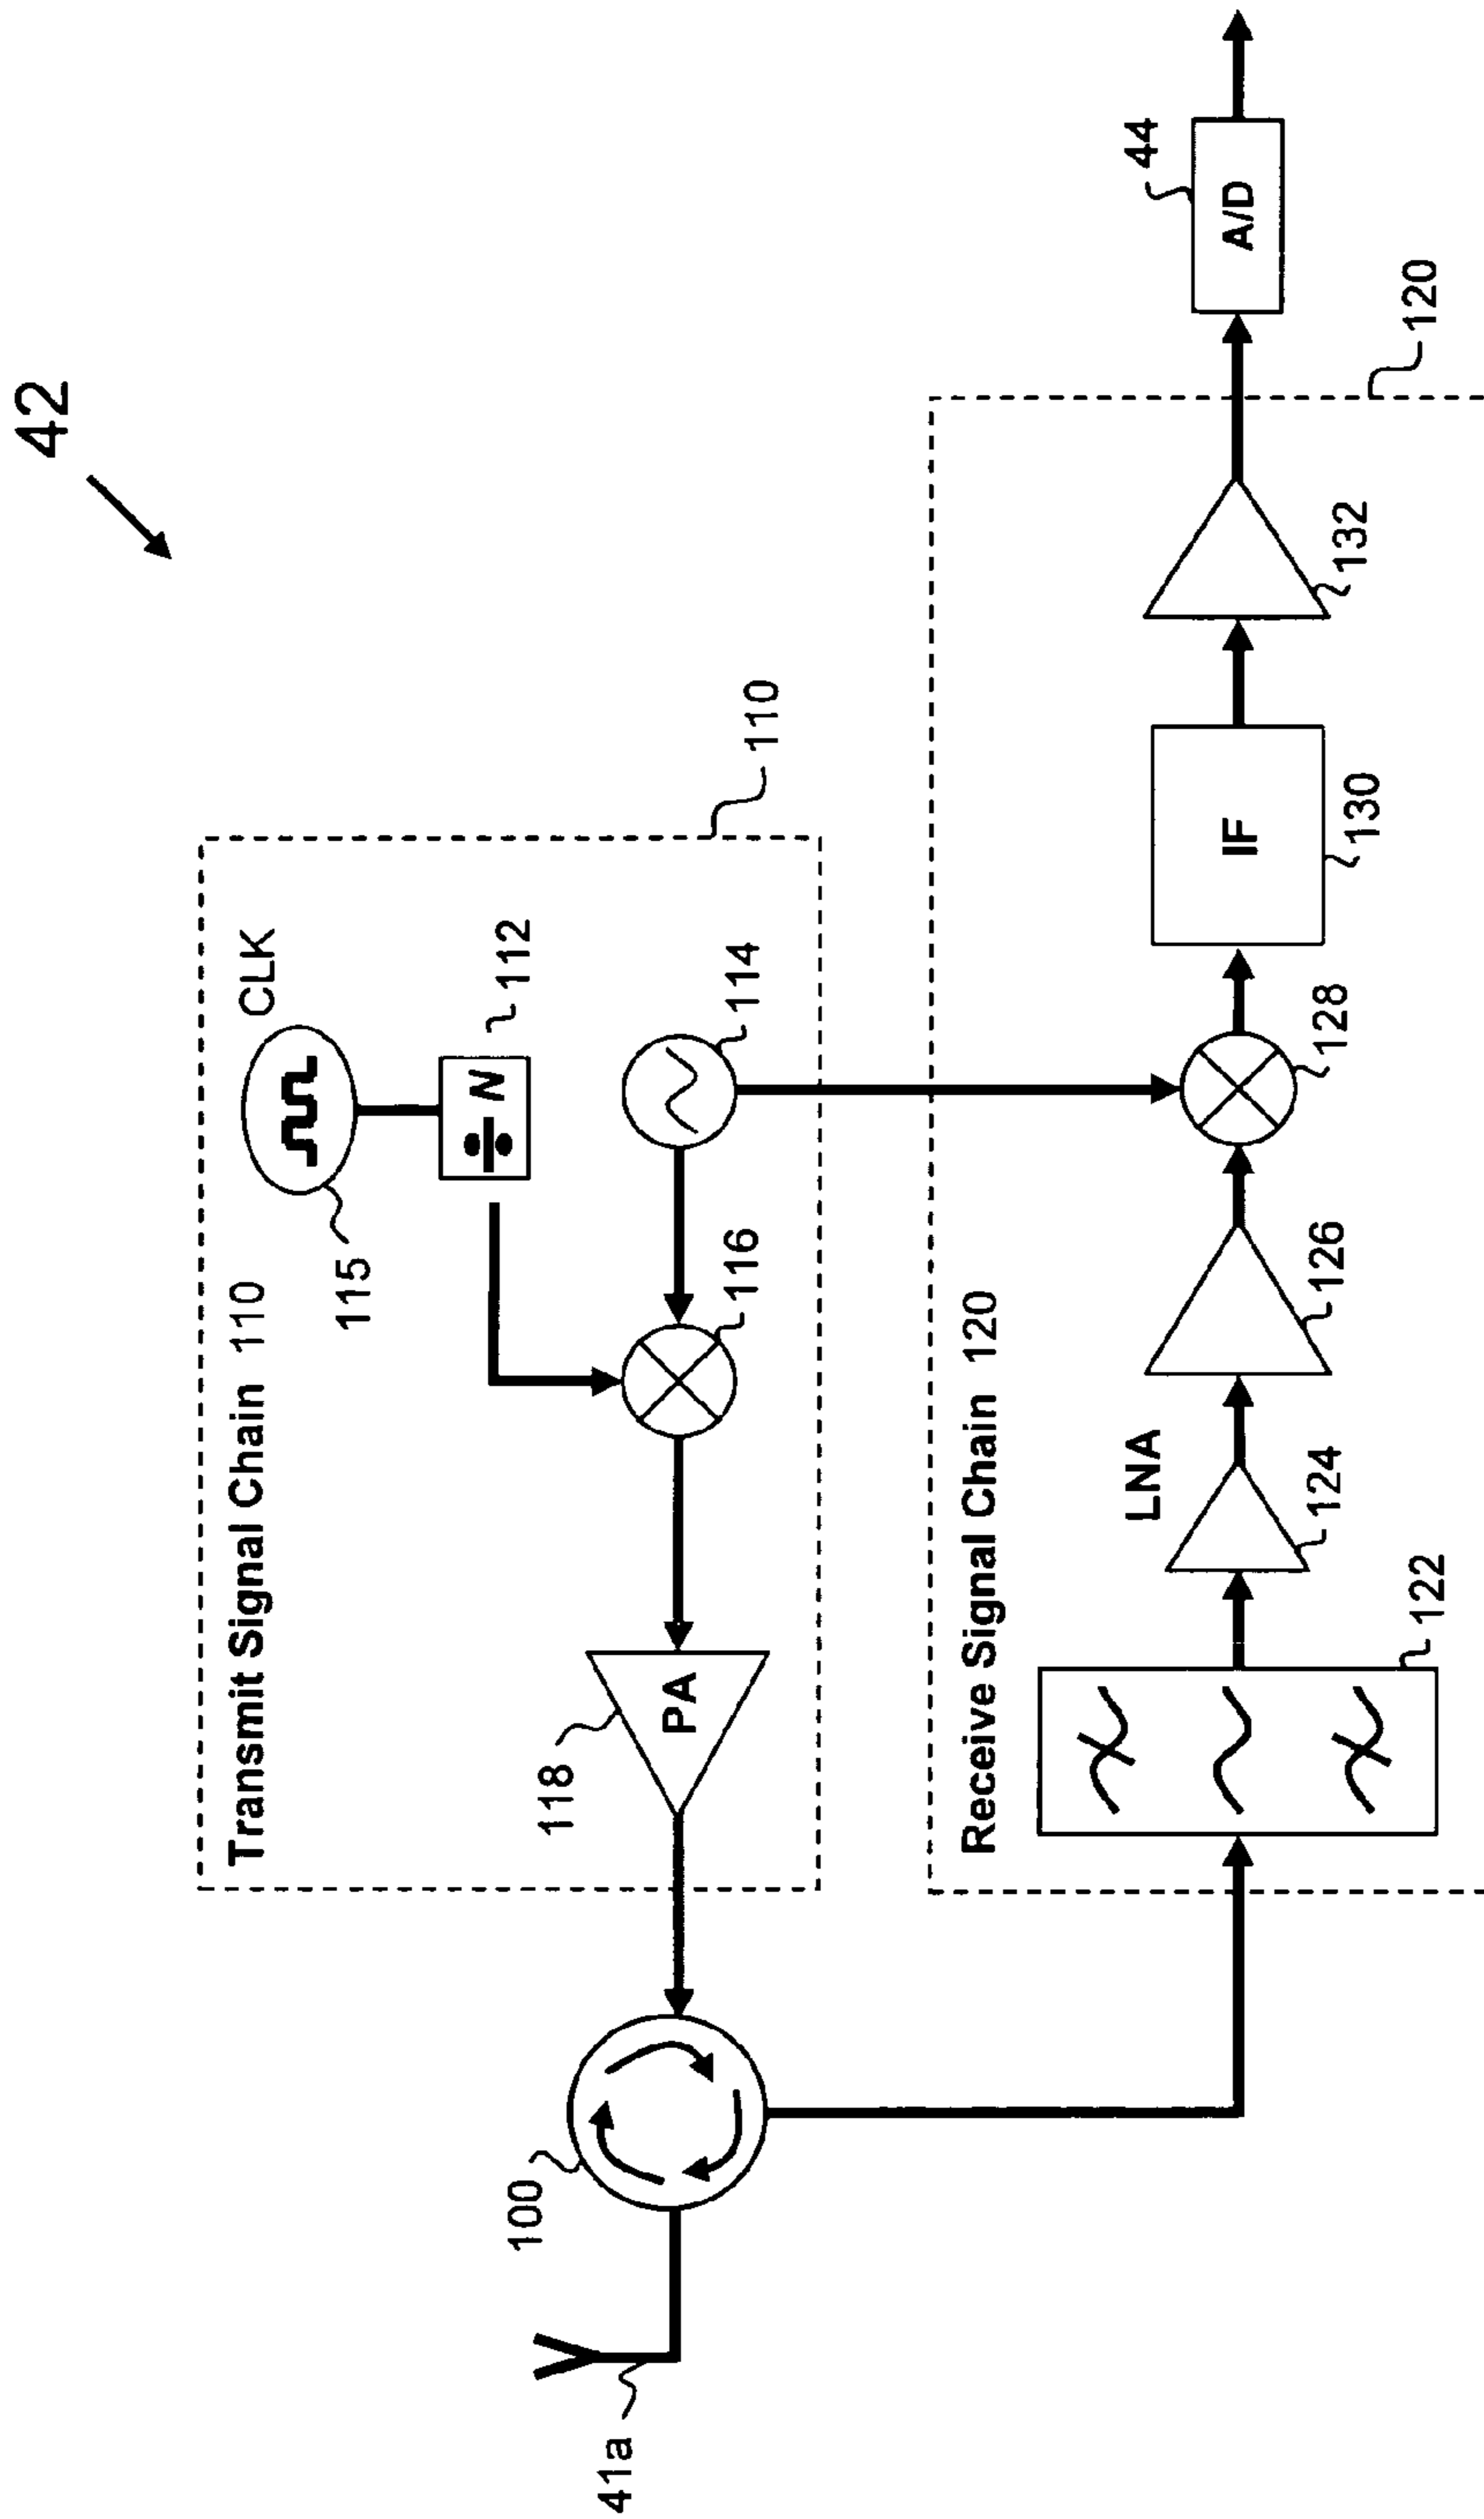 42
Transmit Signal Chain 110
CLK
115
÷ N
112
110
114
116
PA
118
100
41a
Receive Signal Chain 120
LNA
122
124
126
128
IF
130
132
120
A/D
44